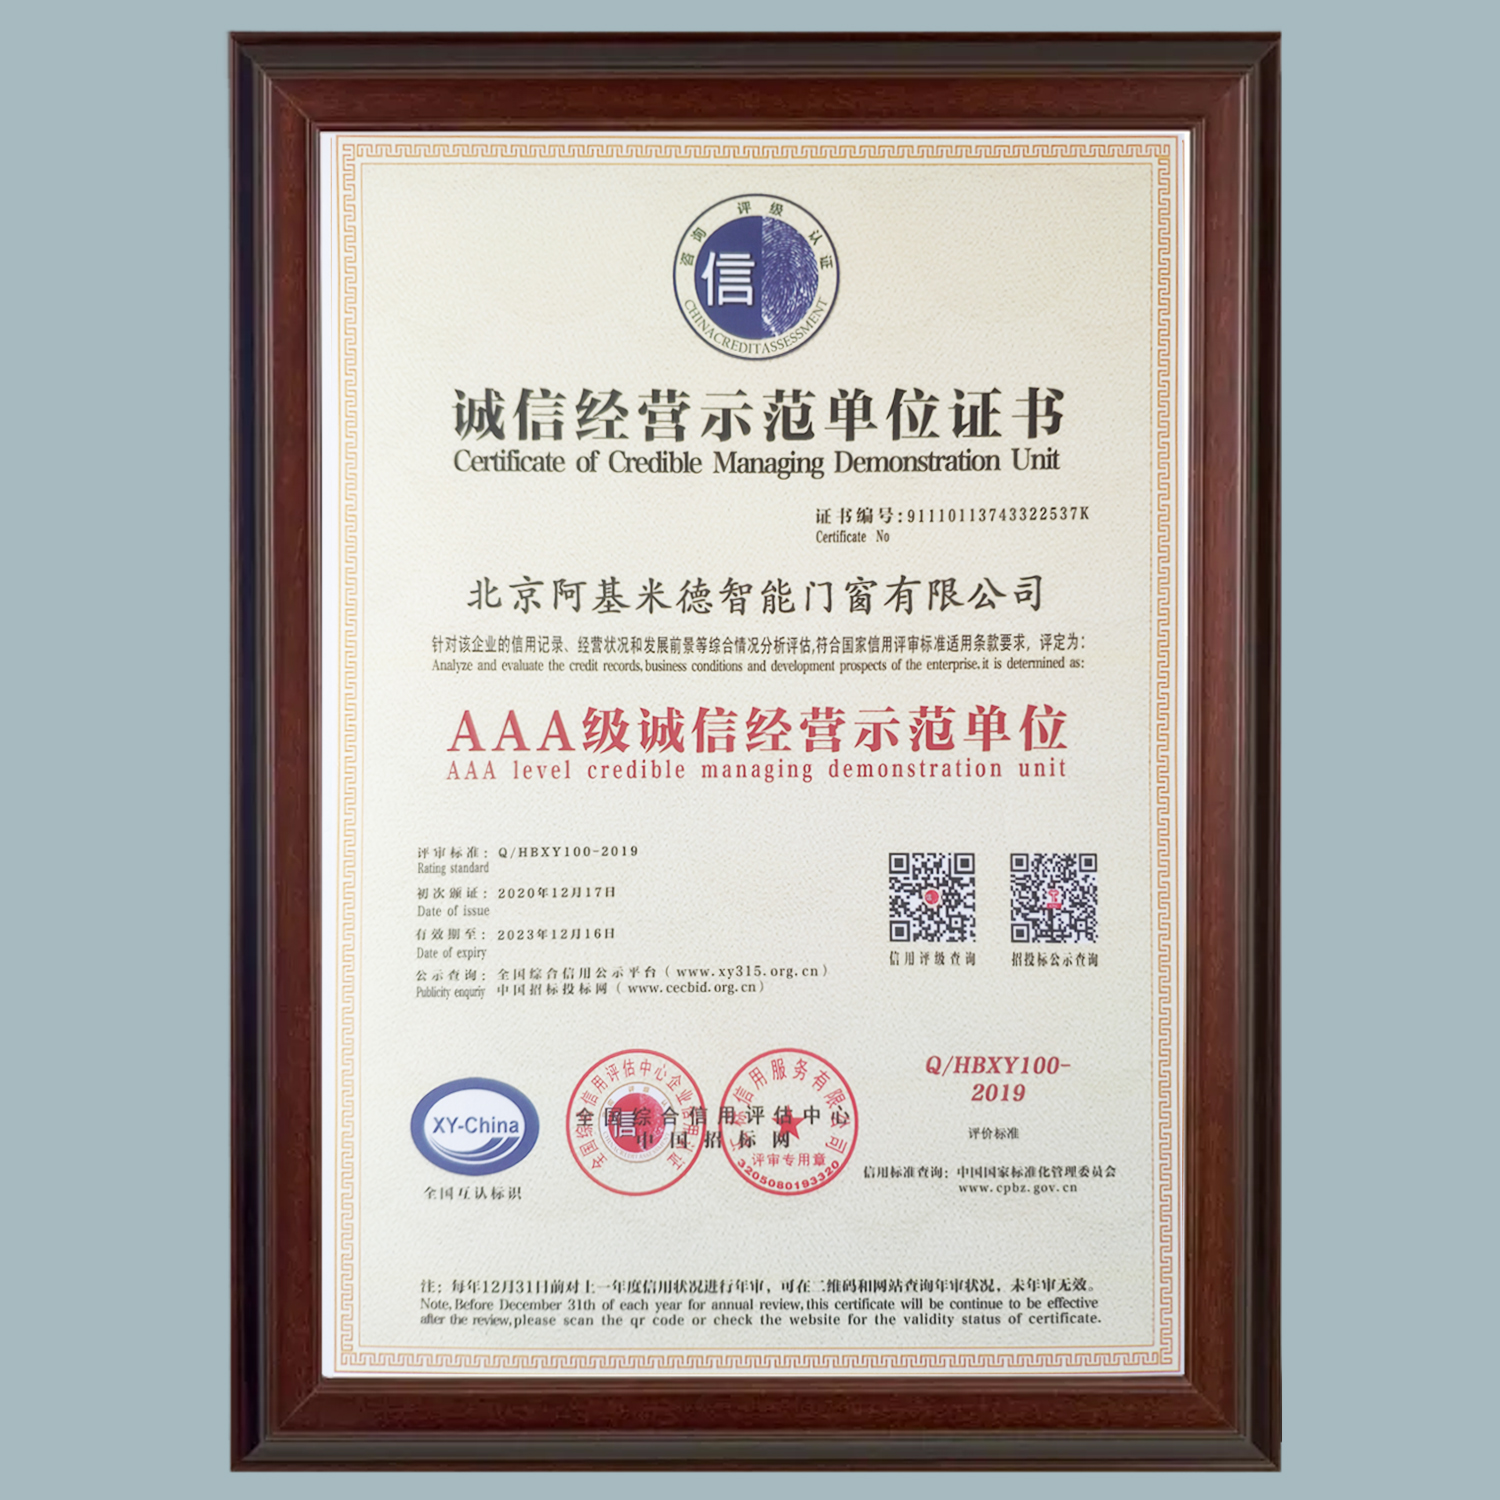 咨询 评级 认证
信
CHINA CREDIT ASSESSMENT
诚信经营示范单位证书
Certificate of Credible Managing Demonstration Unit
证书编号:91110113743322537K
Certificate No
北京阿基米德智能门窗有限公司
针对该企业的信用记录、经营状况和发展前景等综合情况分析评估,符合国家信用评审标准适用条款要求，评定为:
Analyze and evaluate the credit records,business conditions and development prospects of the enterprise.it is determined as:
AAA级诚信经营示范单位
AAA level credible managing demonstration unit
评审标准: Q/HBXY100-2019
Rating standard
初次颁证: 2020年12月17日
Date of issue
有效期至: 2023年12月16日
Date of expiry
公示查询: 全国综合信用公示平台(www.xy315.org.cn)
Publicity enquriy 中国招标投标网(www.cecbid.org.cn)
信用评级查询
招投标公示查询
XY-China
全国互认标识
全国综合信用评估中心
中国招标网
信
信用服务有限公司
评审专用章
3205080193320
Q/HBXY100-
2019
评价标准
信用标准查询: 中国国家标准化管理委员会
www.cpbz.gov.cn
注: 每年12月31日前对上一年度信用状况进行年审，可在二维码和网站查询年审状况，未年审无效。
Note,Before December 31th of each year for annual review,this certificate will be continue to be effective
after the review,please scan the qr code or check the website for the validity status of certificate.